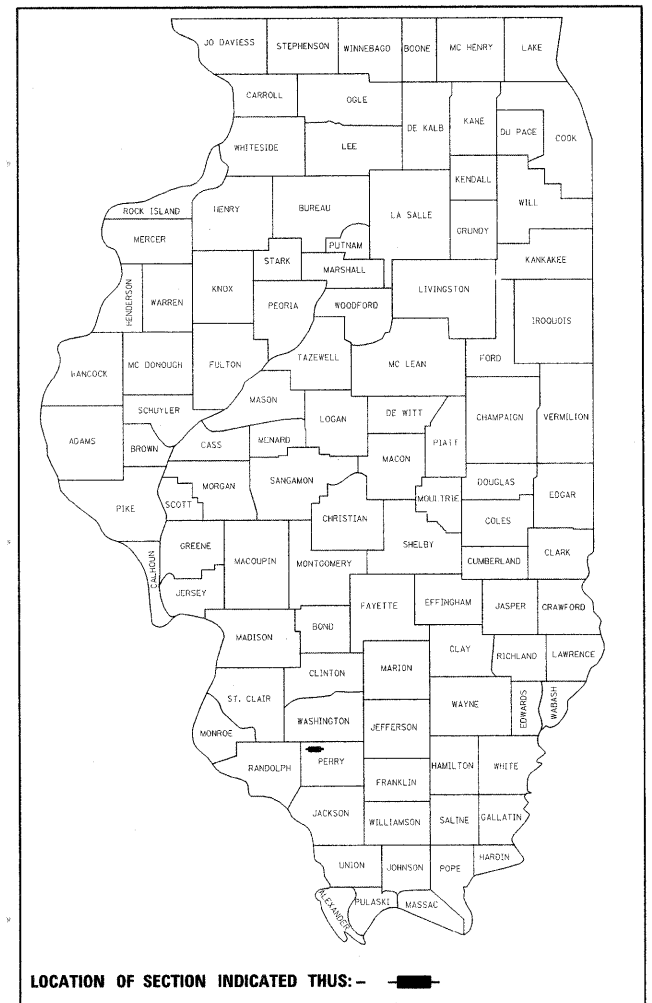 JO DAVIESS STEPHENSON WINNEBAGO BOONE MC HENRY LAKE
CARROLL OGLE DE KALB KANE DU PAGE COOK
WHITESIDE LEE
KENDALL WILL
ROCK ISLAND HENRY BUREAU LA SALLE
MERCER PUTNAM GRUNDY
STARK MARSHALL KANKAKEE
HENDERSON WARREN KNOX PEORIA WOODFORD LIVINGSTON
IROQUOIS
HANCOCK MC DONOUGH FULTON TAZEWELL MC LEAN FORD
MASON
SCHUYLER LOGAN DE WITT CHAMPAIGN VERMILION
ADAMS BROWN CASS MENARD PIATT
MACON
MORGAN SANGAMON DOUGLAS
PIKE SCOTT MOULTRIE EDGAR
CHRISTIAN COLES
GREENE MACOUPIN MONTGOMERY SHELBY CLARK
CALHOUN CUMBERLAND
JERSEY FAYETTE EFFINGHAM JASPER CRAWFORD
MADISON BOND
CLAY RICHLAND LAWRENCE
CLINTON MARION
ST. CLAIR WAYNE EDWARDS WABASH
WASHINGTON JEFFERSON
MONROE
RANDOLPH PERRY HAMILTON WHITE
FRANKLIN
JACKSON WILLIAMSON SALINE GALLATIN
UNION JOHNSON POPE HARDIN
ALEXANDER PULASKI MASSAC
LOCATION OF SECTION INDICATED THUS: –